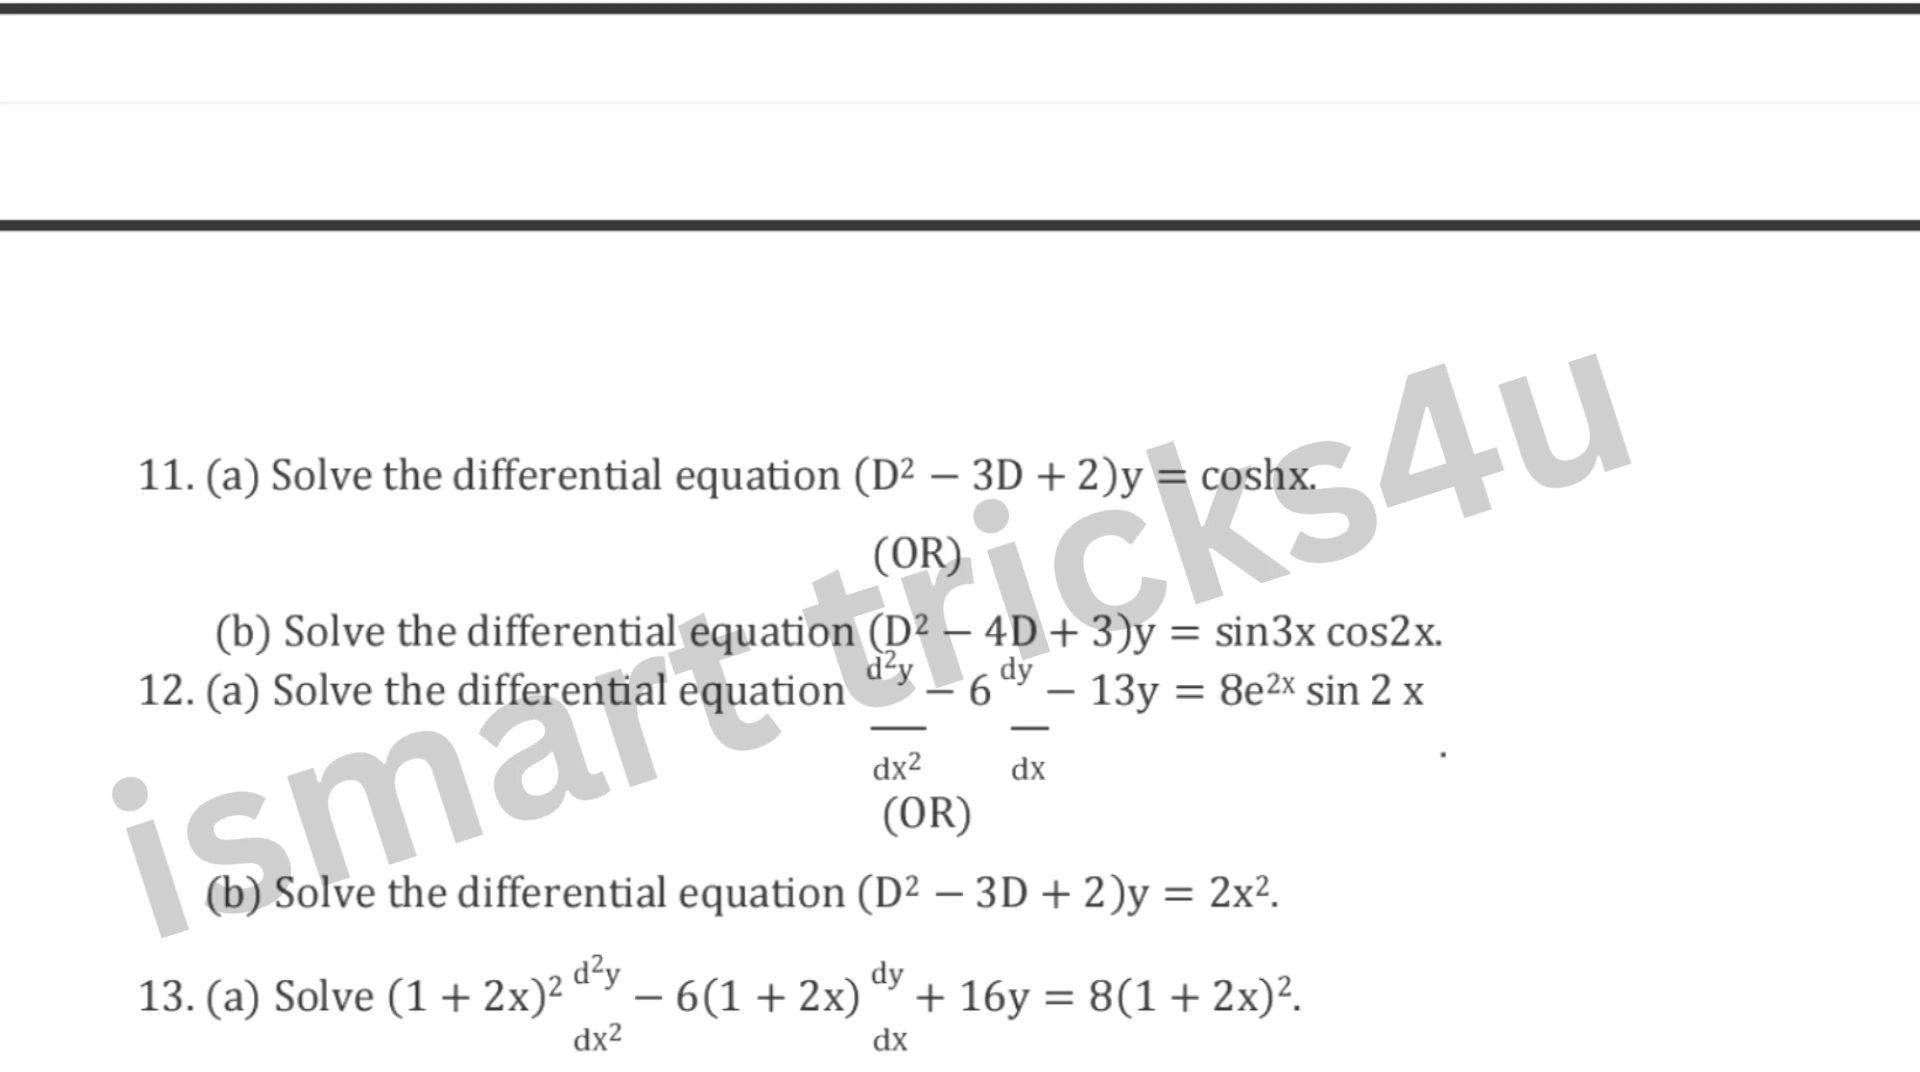 11. (a) Solve the differential equation (D² – 3D + 2)y = coshx.
(OR)
(b) Solve the differential equation (D² – 4D + 3)y = sin3x cos2x.
12. (a) Solve the differential equation d²y/dx² – 6 dy/dx – 13y = 8e²ˣ sin 2 x .
(OR)
(b) Solve the differential equation (D² – 3D + 2)y = 2x².
13. (a) Solve (1 + 2x)² d²y/dx² – 6(1 + 2x) dy/dx + 16y = 8(1 + 2x)².
ismart tricks4u